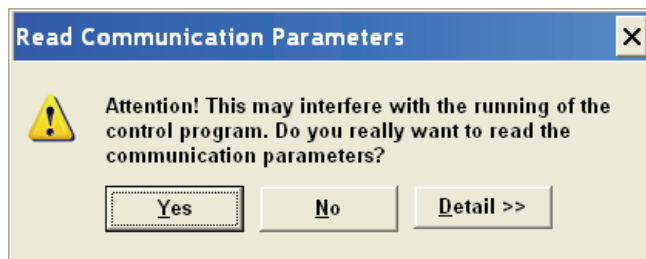 Read Communication Parameters
Attention! This may interfere with the running of the
control program. Do you really want to read the
communication parameters?
Yes No Detail >>